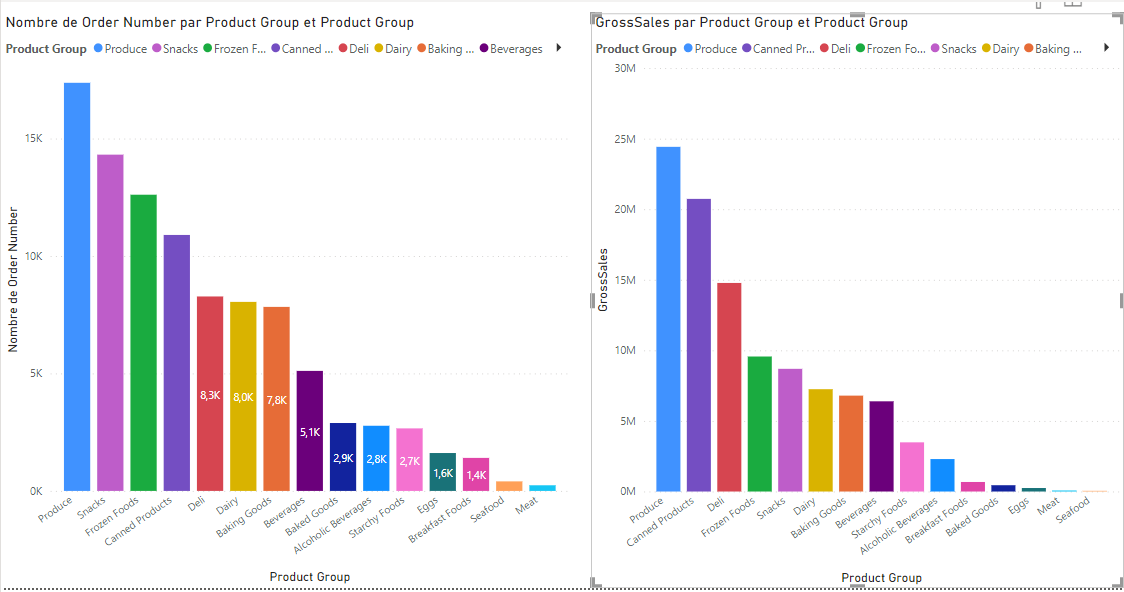 Nombre de Order Number par Product Group et Product Group
Product Group Produce Snacks Frozen F... Canned ... Deli Dairy Baking ... Beverages
15K
10K
5K
0K
Nombre de Order Number
8,3K
8,0K
7,8K
5,1K
2,9K
2,8K
2,7K
1,6K
1,4K
Produce
Snacks
Frozen Foods
Canned Products
Deli
Dairy
Baking Goods
Beverages
Baked Goods
Alcoholic Beverages
Starchy Foods
Eggs
Breakfast Foods
Seafood
Meat
Product Group
GrossSales par Product Group et Product Group
Product Group Produce Canned Pr... Deli Frozen Fo... Snacks Dairy Baking ...
30M
25M
20M
15M
10M
5M
0M
GrossSales
Produce
Canned Products
Deli
Frozen Foods
Snacks
Dairy
Baking Goods
Beverages
Starchy Foods
Alcoholic Beverages
Breakfast Foods
Baked Goods
Eggs
Meat
Seafood
Product Group